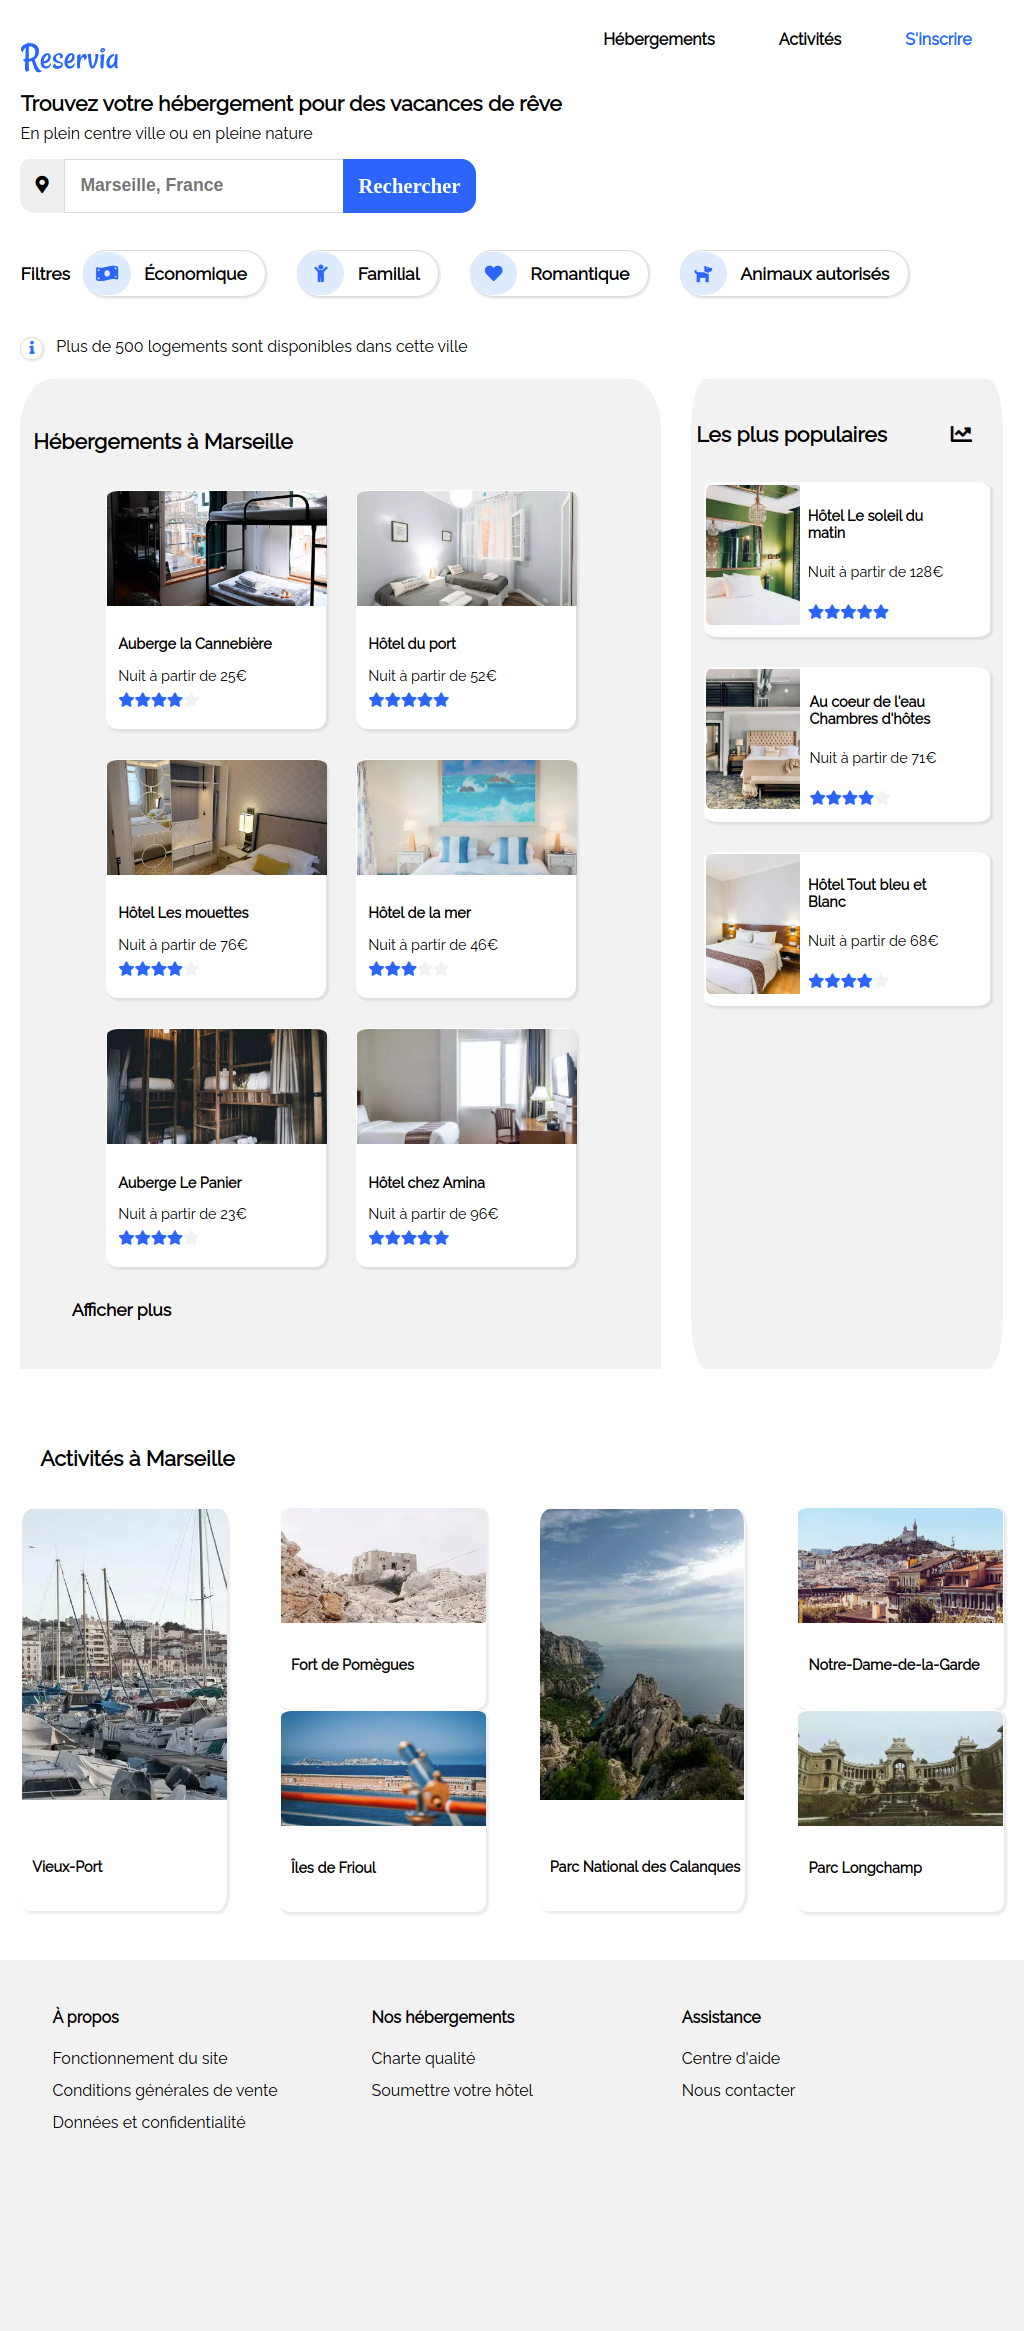 Reservia
Hébergements
Activités
S'inscrire
Trouvez votre hébergement pour des vacances de rêve
En plein centre ville ou en pleine nature
Marseille, France
Rechercher
Filtres
Économique
Familial
Romantique
Animaux autorisés
Plus de 500 logements sont disponibles dans cette ville
Hébergements à Marseille
Auberge la Cannebière
Nuit à partir de 25€
Hôtel du port
Nuit à partir de 52€
Hôtel Les mouettes
Nuit à partir de 76€
Hôtel de la mer
Nuit à partir de 46€
Auberge Le Panier
Nuit à partir de 23€
Hôtel chez Amina
Nuit à partir de 96€
Afficher plus
Les plus populaires
Hôtel Le soleil du
matin
Nuit à partir de 128€
Au coeur de l'eau
Chambres d'hôtes
Nuit à partir de 71€
Hôtel Tout bleu et
Blanc
Nuit à partir de 68€
Activités à Marseille
Vieux-Port
Fort de Pomègues
Îles de Frioul
Parc National des Calanques
Notre-Dame-de-la-Garde
Parc Longchamp
À propos
Fonctionnement du site
Conditions générales de vente
Données et confidentialité
Nos hébergements
Charte qualité
Soumettre votre hôtel
Assistance
Centre d'aide
Nous contacter